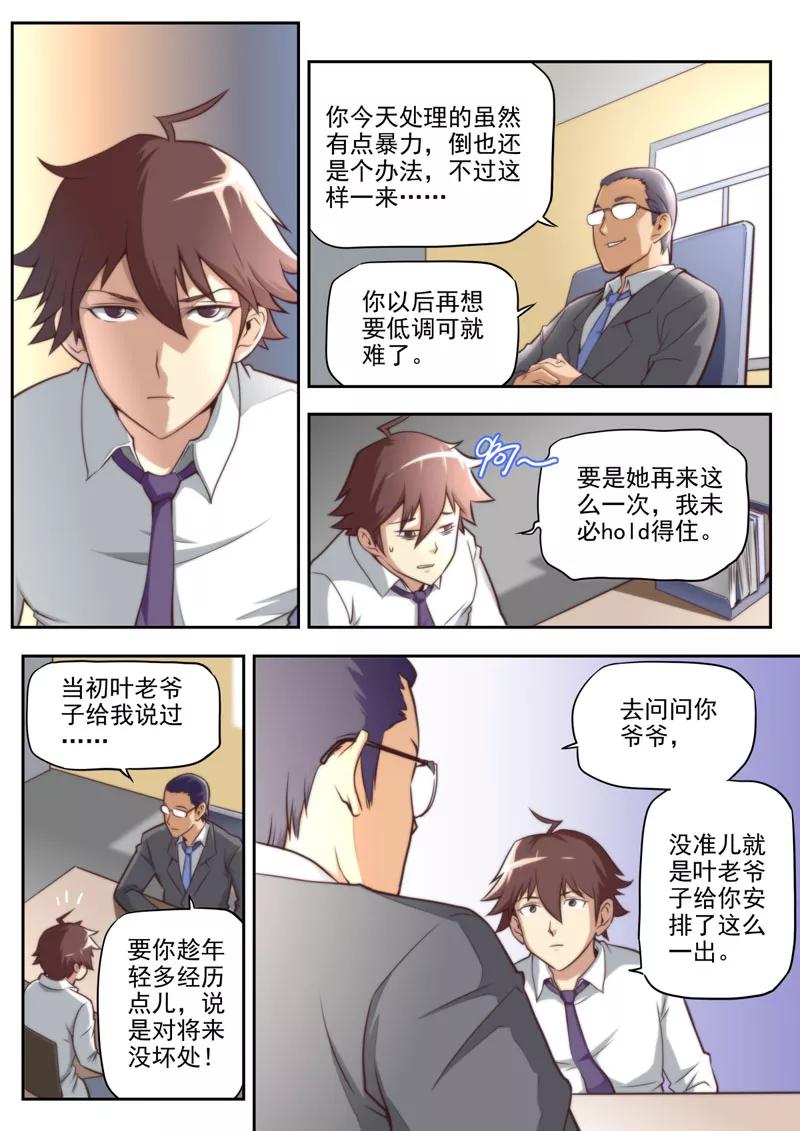 你今天处理的虽然
有点暴力，倒也还
是个办法，不过这
样一来……
你以后再想
要低调可就
难了。
啊～
要是她再来这
么一次，我未
必hold得住。
当初叶老爷
子给我说过
……
要你趁年
轻多经历
点儿，说
是对将来
没坏处！
去问问你
爷爷，
没准儿就
是叶老爷
子给你安
排了这么
一出。